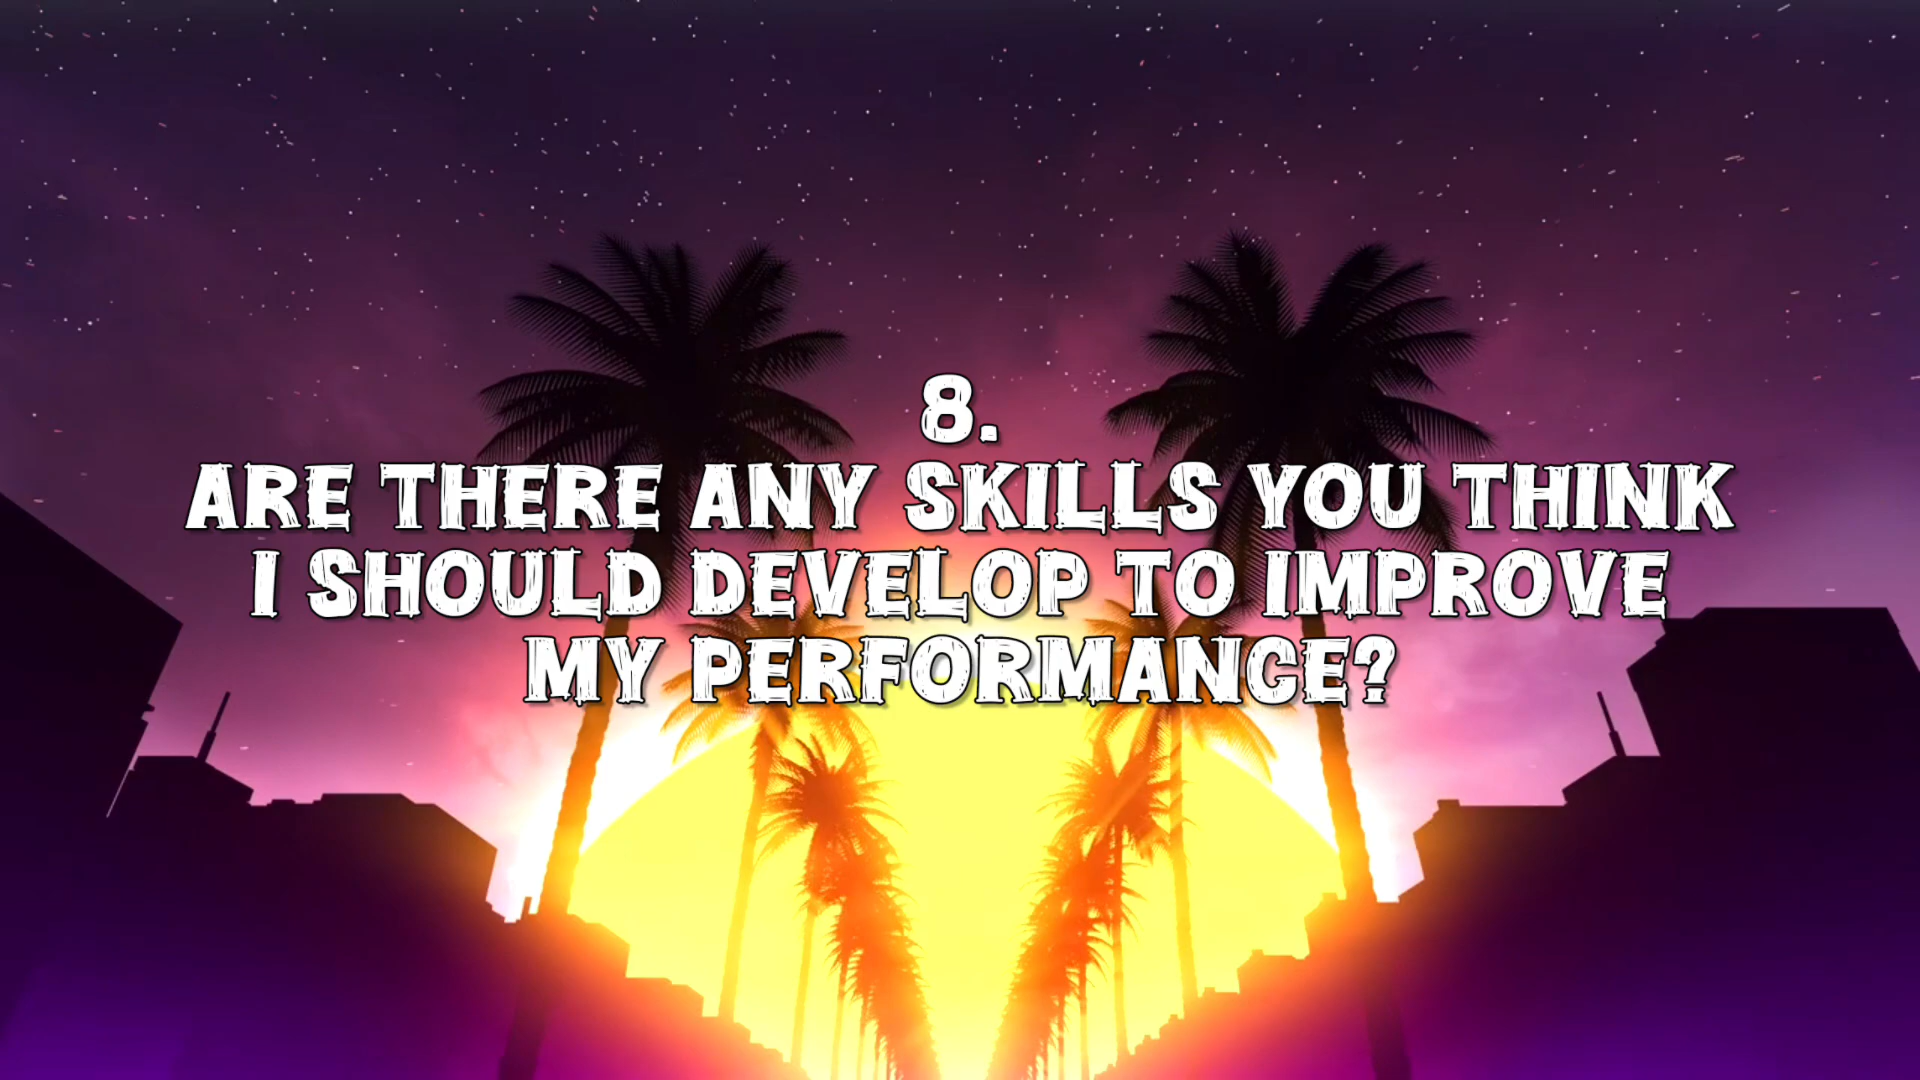 8.
ARE THERE ANY SKILLS YOU THINK
I SHOULD DEVELOP TO IMPROVE
MY PERFORMANCE?